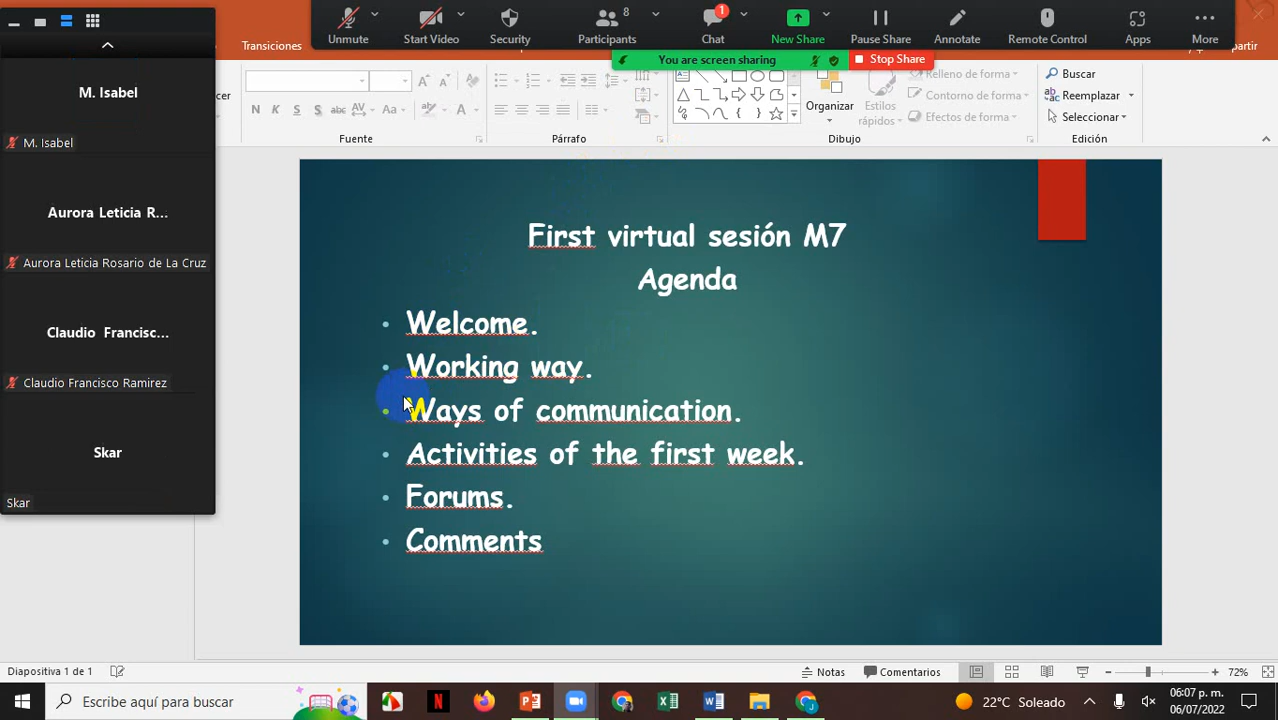 Unmute
Start Video
Security
8
Participants
1
Chat
New Share
Pause Share
Annotate
Remote Control
Apps
More
You are screen sharing
Stop Share
Transiciones
partir
M. Isabel
M. Isabel
Aurora Leticia R...
Aurora Leticia Rosario de La Cruz
Claudio Francisc...
Claudio Francisco Ramirez
Skar
Skar
cer
N K S S abc AV Aa A
Fuente
Párrafo
Organizar
Estilos
rápidos
Relleno de forma
Contorno de forma
Efectos de forma
Dibujo
Buscar
Reemplazar
Seleccionar
Edición
First virtual sesión M7
Agenda
• Welcome.
• Working way.
• Ways of communication.
• Activities of the first week.
• Forums.
• Comments
Diapositiva 1 de 1
Notas
Comentarios
72%
Escribe aquí para buscar
22°C Soleado
06:07 p. m.
06/07/2022